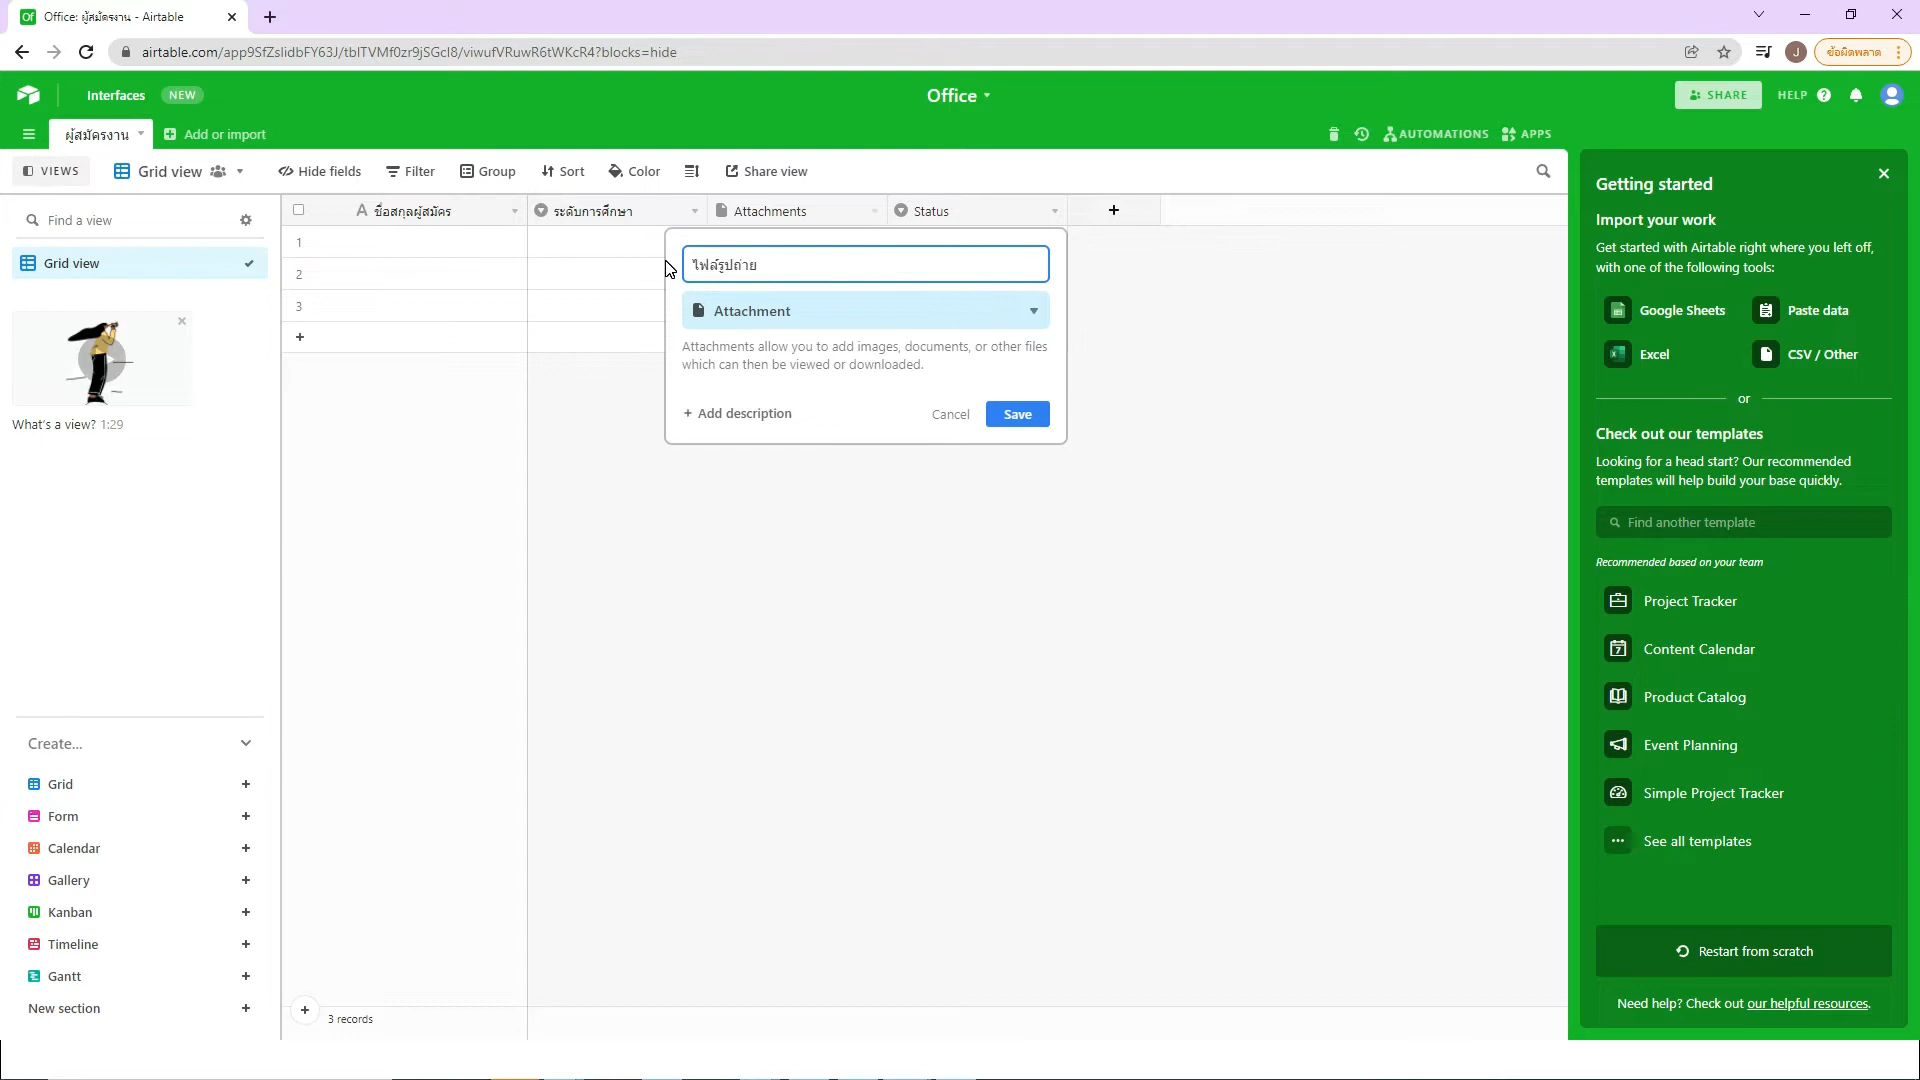 Office: ผู้สมัครงาน - Airtable
airtable.com/app9SfZslidbFY63J/tblTVMf0zr9jSGcI8/viwufVRuwR6tWKcR4?blocks=hide
J
ข้อผิดพลาด
Interfaces NEW
Office
SHARE
HELP
ผู้สมัครงาน
Add or import
AUTOMATIONS
APPS
VIEWS
Grid view
Hide fields
Filter
Group
Sort
Color
Share view
Find a view
Grid view
What's a view? 1:29
A ชื่อสกุลผู้สมัคร
ระดับการศึกษา
Attachments
Status
1
2
3
ไฟล์รูปถ่าย
Attachment
Attachments allow you to add images, documents, or other files
which can then be viewed or downloaded.
+ Add description
Cancel
Save
Create...
Grid
Form
Calendar
Gallery
Kanban
Timeline
Gantt
New section
3 records
Getting started
Import your work
Get started with Airtable right where you left off,
with one of the following tools:
Google Sheets
Paste data
Excel
CSV / Other
or
Check out our templates
Looking for a head start? Our recommended
templates will help build your base quickly.
Find another template
Recommended based on your team
Project Tracker
Content Calendar
Product Catalog
Event Planning
Simple Project Tracker
See all templates
Restart from scratch
Need help? Check out our helpful resources.